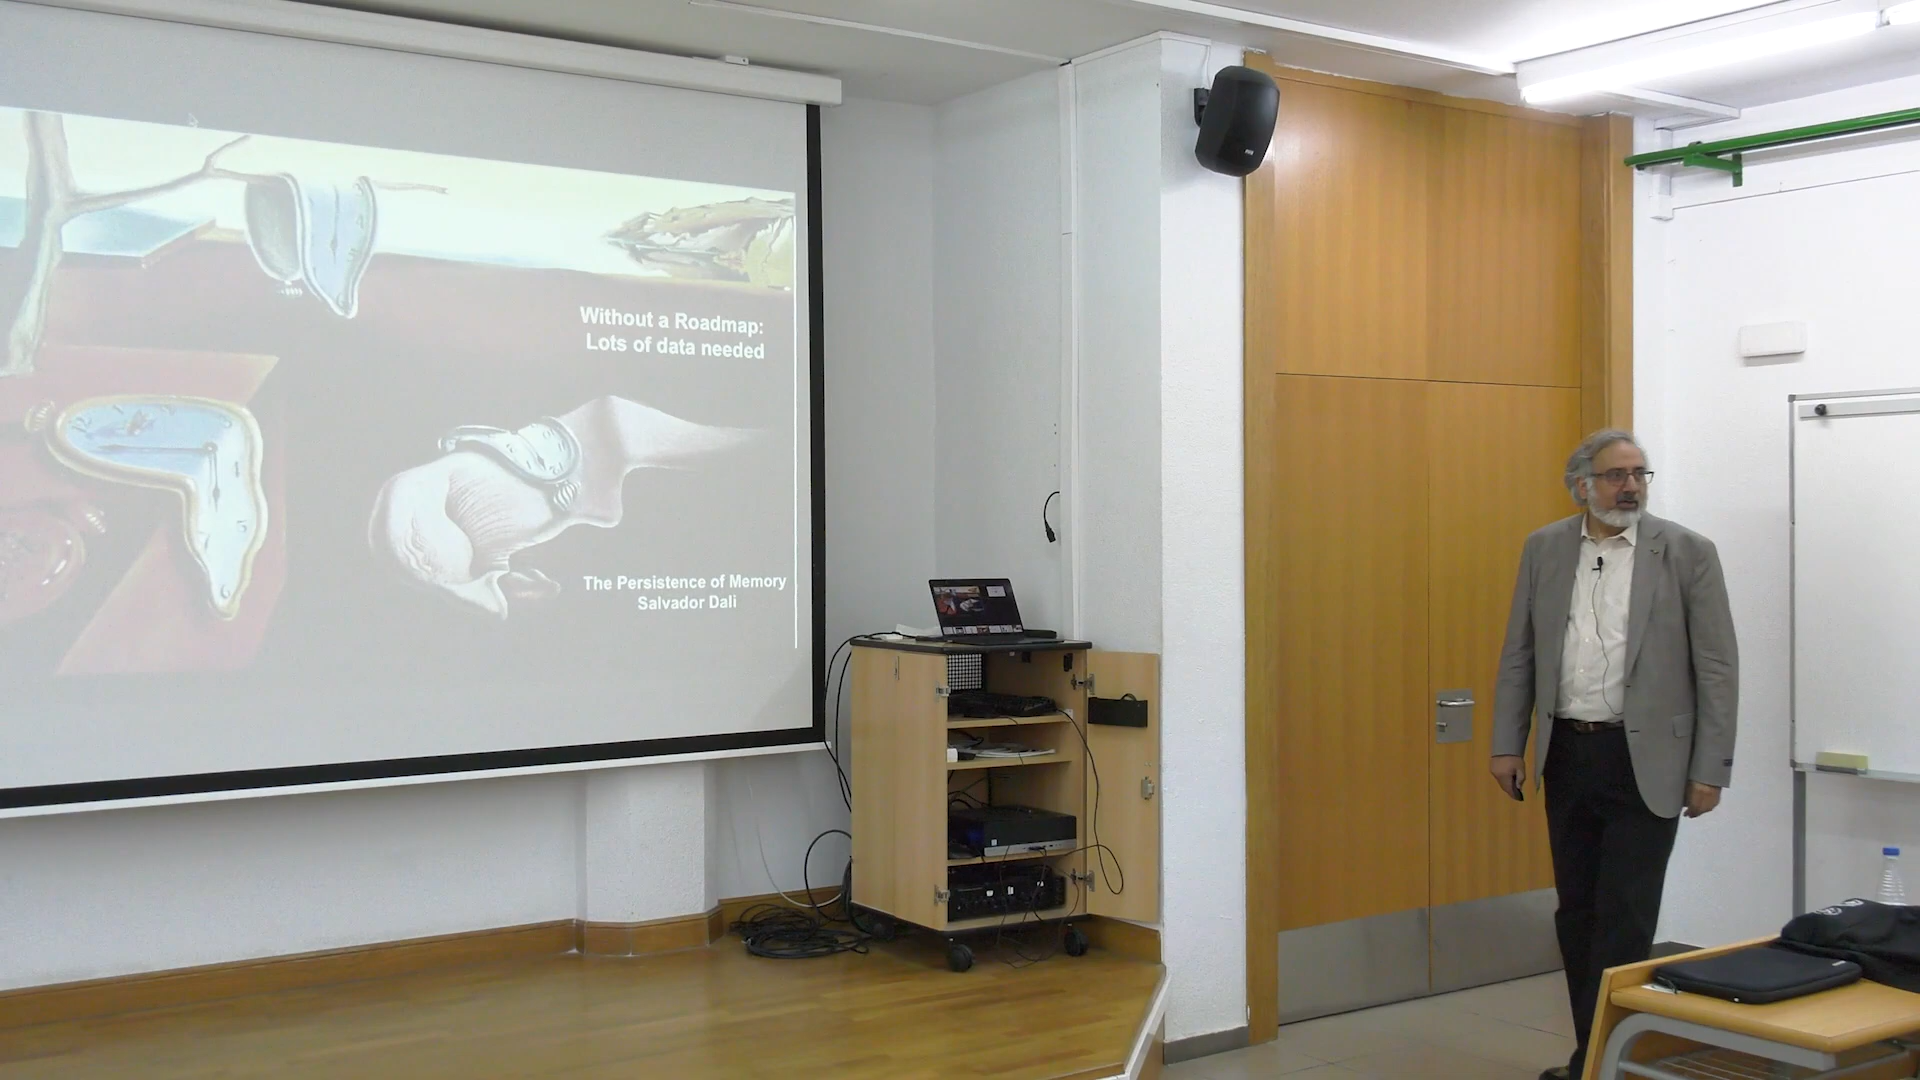 Without a Roadmap:
Lots of data needed
The Persistence of Memory
Salvador Dali